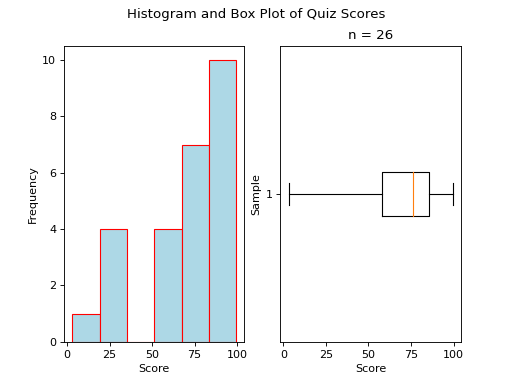 Histogram and Box Plot of Quiz Scores
10
8
6
4
2
0
Frequency
0 25 50 75 100
Score
n = 26
Sample
1
0 25 50 75 100
Score